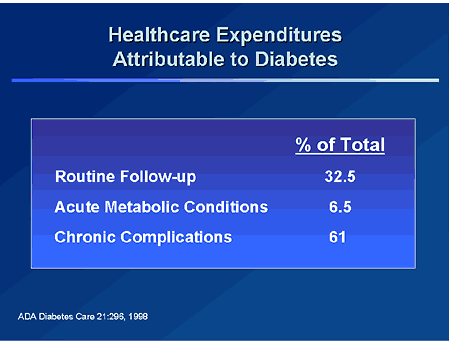 Healthcare Expenditures
Attributable to Diabetes
% of Total
Routine Follow-up 32.5
Acute Metabolic Conditions 6.5
Chronic Complications 61
ADA Diabetes Care 21:296, 1998